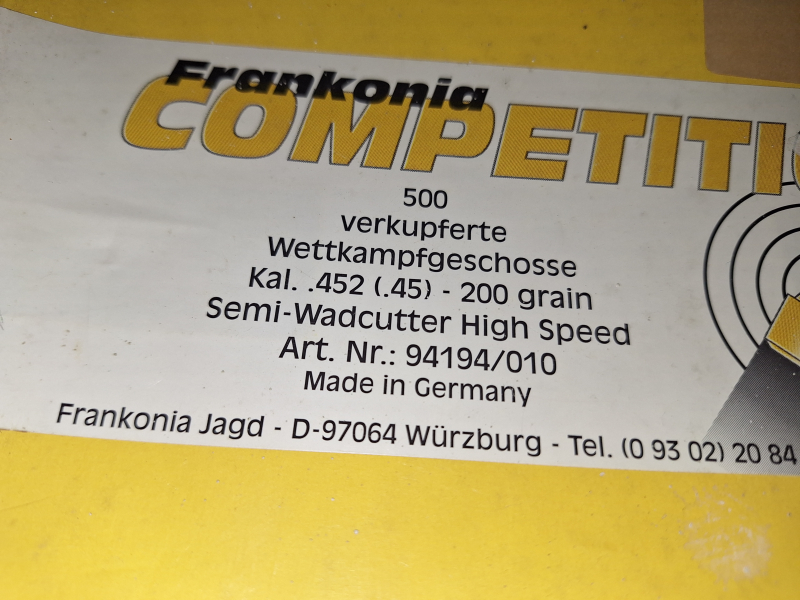 Frankonia
COMPETITI
500
verkupferte
Wettkampfgeschosse
Kal. .452 (.45) - 200 grain
Semi-Wadcutter High Speed
Art. Nr.: 94194/010
Made in Germany
Frankonia Jagd - D-97064 Würzburg - Tel. (0 93 02) 20 84